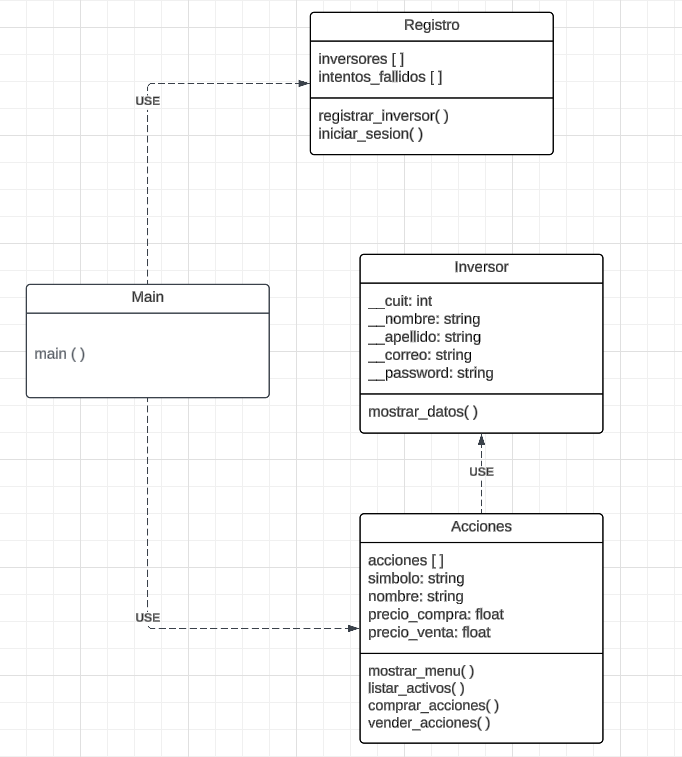 Registro
inversores [ ]
intentos_fallidos [ ]
registrar_inversor( )
iniciar_sesion( )
USE
Main
main ( )
Inversor
__cuit: int
__nombre: string
__apellido: string
__correo: string
__password: string
mostrar_datos( )
USE
Acciones
acciones [ ]
simbolo: string
nombre: string
precio_compra: float
precio_venta: float
mostrar_menu( )
listar_activos( )
comprar_acciones( )
vender_acciones( )
USE